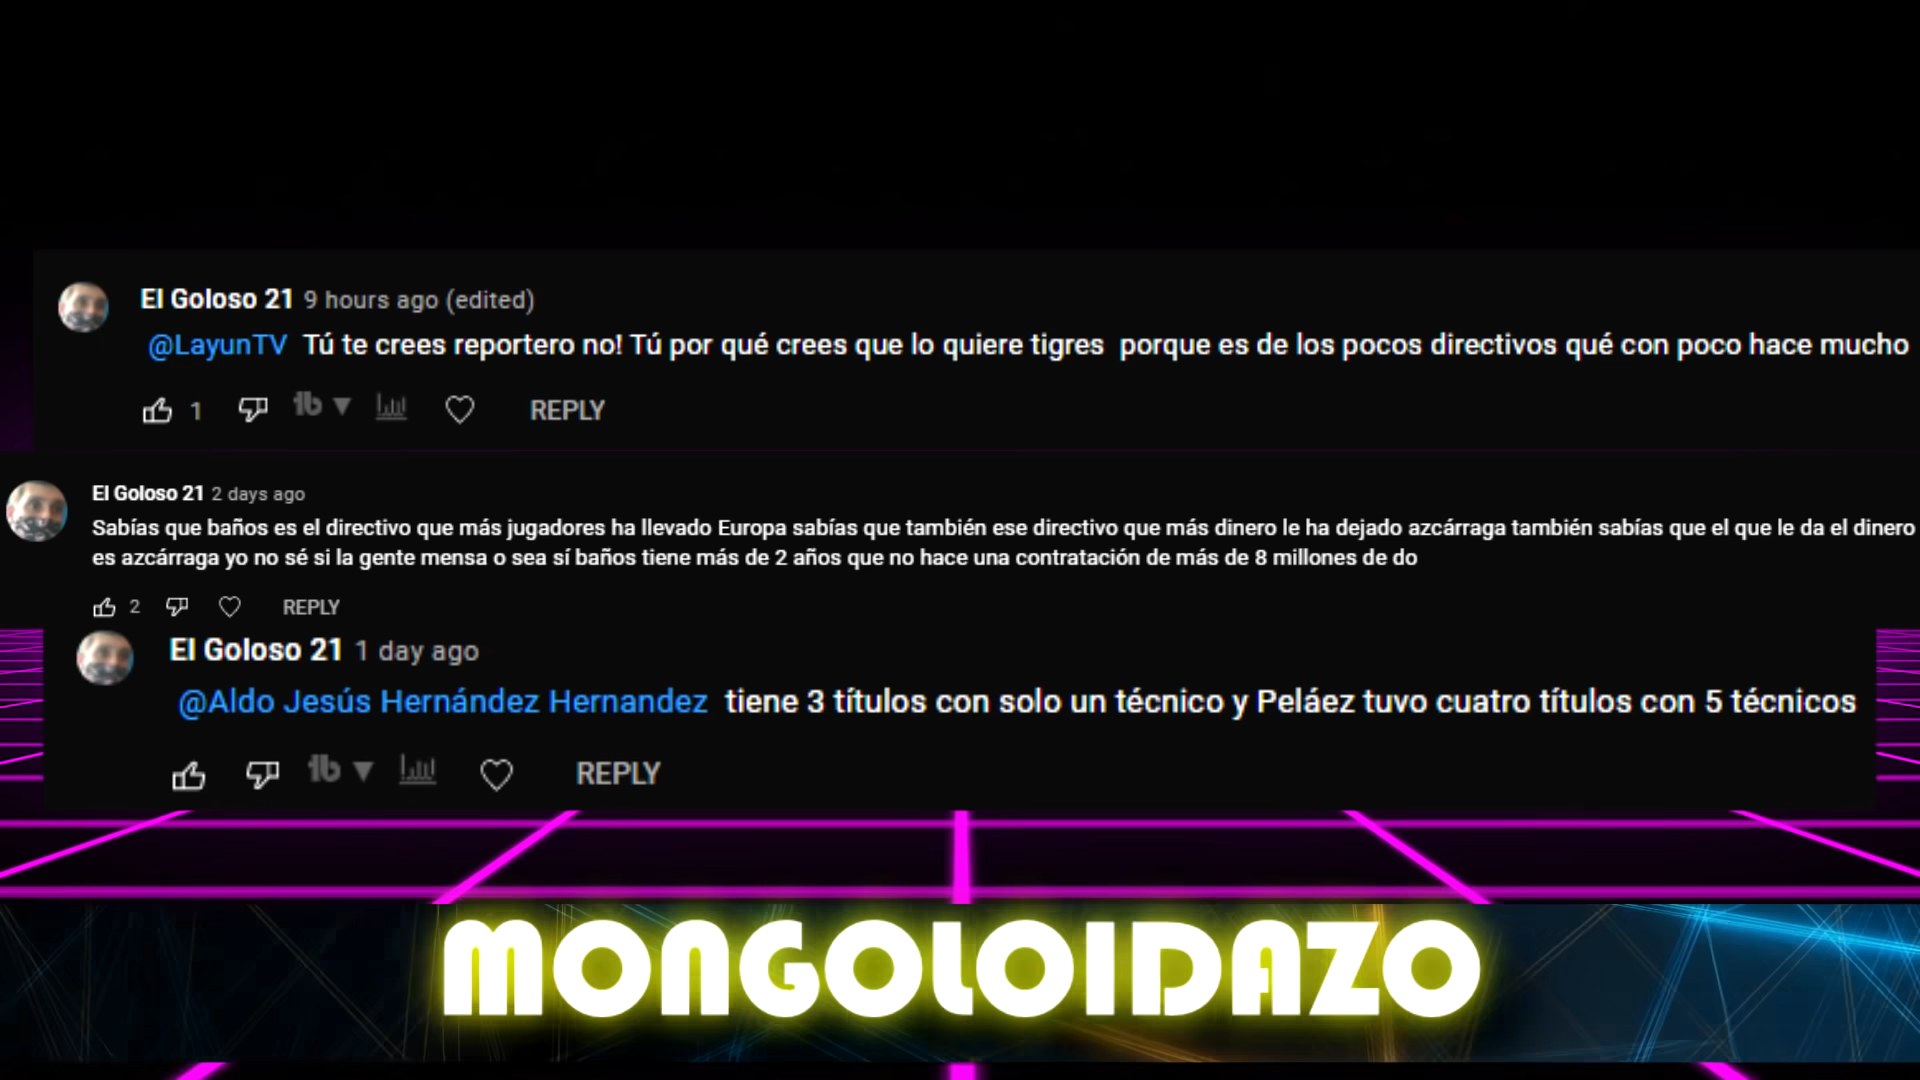 El Goloso 21 9 hours ago (edited)
@LayunTV Tú te crees reportero no! Tú por qué crees que lo quiere tigres porque es de los pocos directivos qué con poco hace mucho
1 REPLY
El Goloso 21 2 days ago
Sabías que baños es el directivo que más jugadores ha llevado Europa sabías que también ese directivo que más dinero le ha dejado azcárraga también sabías que el que le da el dinero
es azcárraga yo no sé si la gente mensa o sea sí baños tiene más de 2 años que no hace una contratación de más de 8 millones de do
2 REPLY
El Goloso 21 1 day ago
@Aldo Jesús Hernández Hernandez tiene 3 títulos con solo un técnico y Peláez tuvo cuatro títulos con 5 técnicos
REPLY
MONGOLOIDAZO